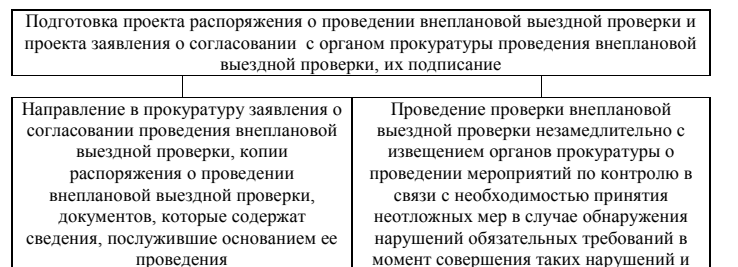 Подготовка проекта распоряжения о проведении внеплановой выездной проверки и
проекта заявления о согласовании с органом прокуратуры проведения внеплановой
выездной проверки, их подписание
Направление в прокуратуру заявления о
согласовании проведения внеплановой
выездной проверки, копии
распоряжения о проведении
внеплановой выездной проверки,
документов, которые содержат
сведения, послужившие основанием ее
проведения
Проведение проверки внеплановой
выездной проверки незамедлительно с
извещением органов прокуратуры о
проведении мероприятий по контролю в
связи с необходимостью принятия
неотложных мер в случае обнаружения
нарушений обязательных требований в
момент совершения таких нарушений и